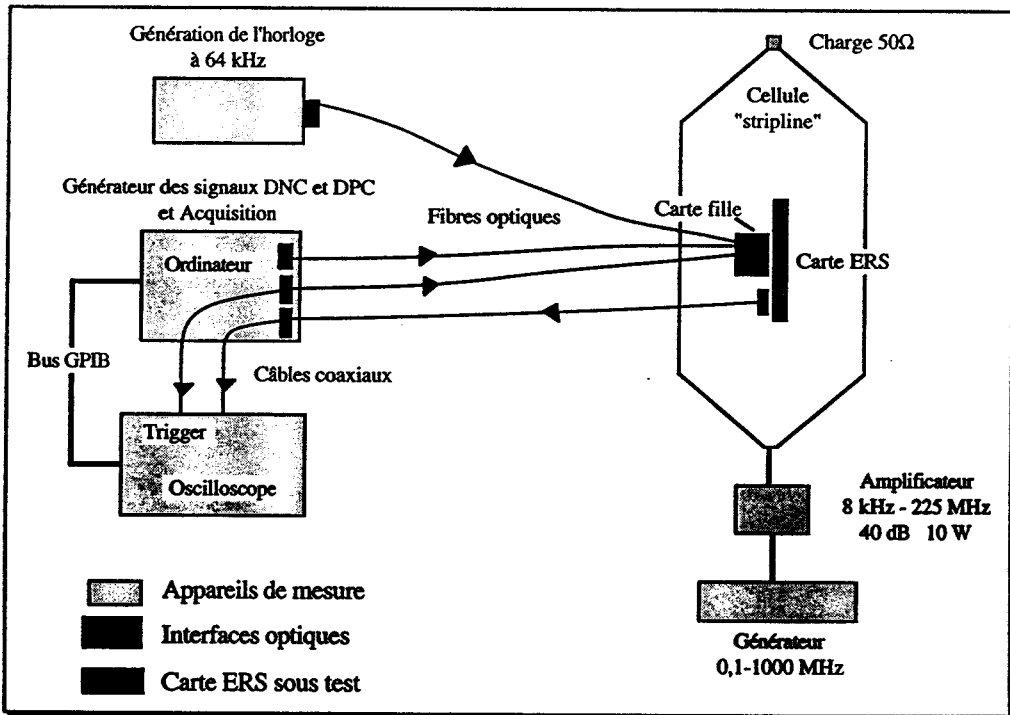 Génération de l'horloge
à 64 kHz
Charge 50Ω
Cellule
"stripline"
Générateur des signaux DNC et DPC
et Acquisition
Fibres optiques
Carte fille
Ordinateur
Carte ERS
Bus GPIB
Câbles coaxiaux
Trigger
Oscilloscope
Amplificateur
8 kHz - 225 MHz
40 dB 10 W
Appareils de mesure
Interfaces optiques
Carte ERS sous test
Générateur
0,1-1000 MHz